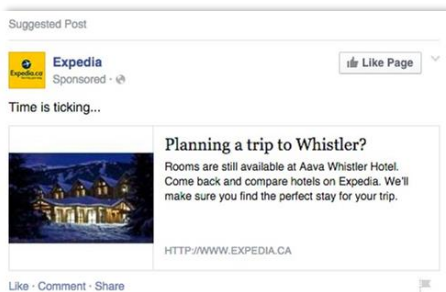 Suggested Post
Expedia
Sponsored ·
Like Page
Expedia.ca
Time is ticking...
Planning a trip to Whistler?
Rooms are still available at Aava Whistler Hotel.
Come back and compare hotels on Expedia. We'll
make sure you find the perfect stay for your trip.
HTTP://WWW.EXPEDIA.CA
Like · Comment · Share